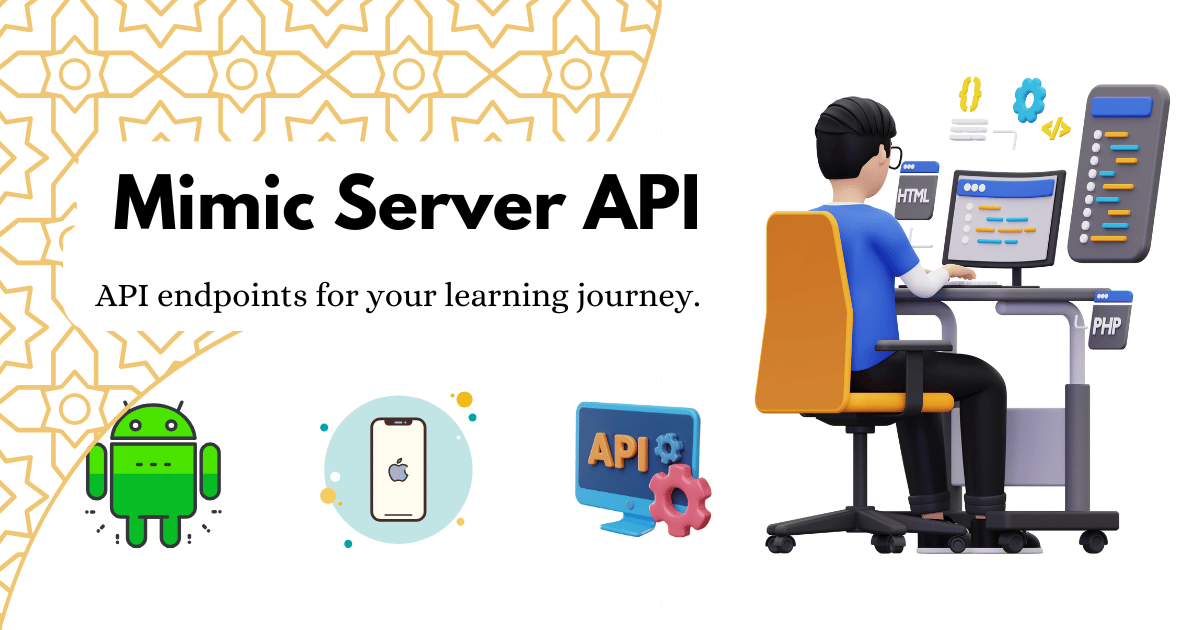 Mimic Server API
API endpoints for your learning journey.
HTML
PHP
API